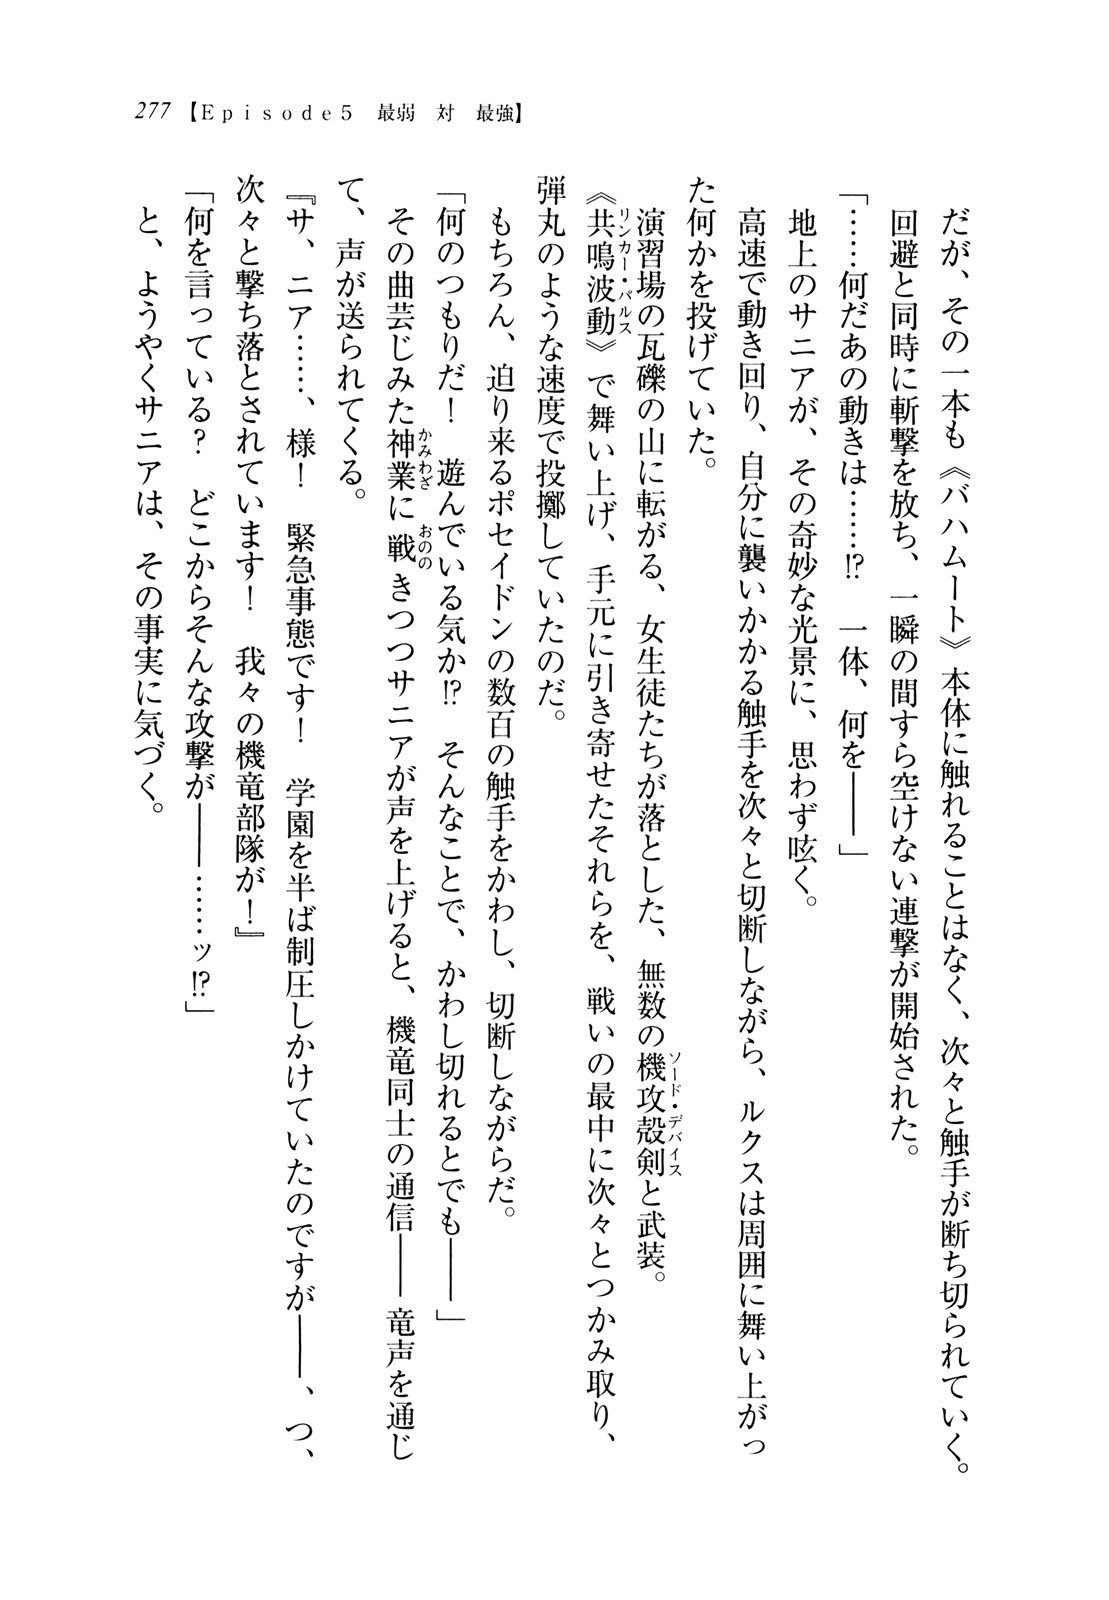 277【Episode5　最弱　対　最強】
　だが、その一本も《バハムート》本体に触れることはなく、次々と触手が断ち切られていく。
　回避と同時に斬撃を放ち、一瞬の間すら空けない連撃が開始された。
「……何だあの動きは……!?　一体、何を――」
　地上のサニアが、その奇妙な光景に、思わず呟く。
　高速で動き回り、自分に襲いかかる触手を次々と切断しながら、ルクスは周囲に舞い上がっ
た何かを投げていた。
　演習場の瓦礫の山に転がる、女生徒たちが落とした、無数の機攻殻剣と武装。
ソード・デバイス
《共鳴波動》で舞い上げ、手元に引き寄せたそれらを、戦いの最中に次々とつかみ取り、
リンカー・パルス
弾丸のような速度で投擲していたのだ。
　もちろん、迫り来るポセイドンの数百の触手をかわし、切断しながらだ。
「何のつもりだ！　遊んでいる気か!?　そんなことで、かわし切れるとでも――」
　その曲芸じみた神業に戦きつつサニアが声を上げると、機竜同士の通信――竜声を通じ
かみわざ
おのの
て、声が送られてくる。
『サ、ニア……、様！　緊急事態です！　学園を半ば制圧しかけていたのですが――、つ、
次々と撃ち落とされています！　我々の機竜部隊が！』
「何を言っている？　どこからそんな攻撃が――……ッ!?」
　と、ようやくサニアは、その事実に気づく。